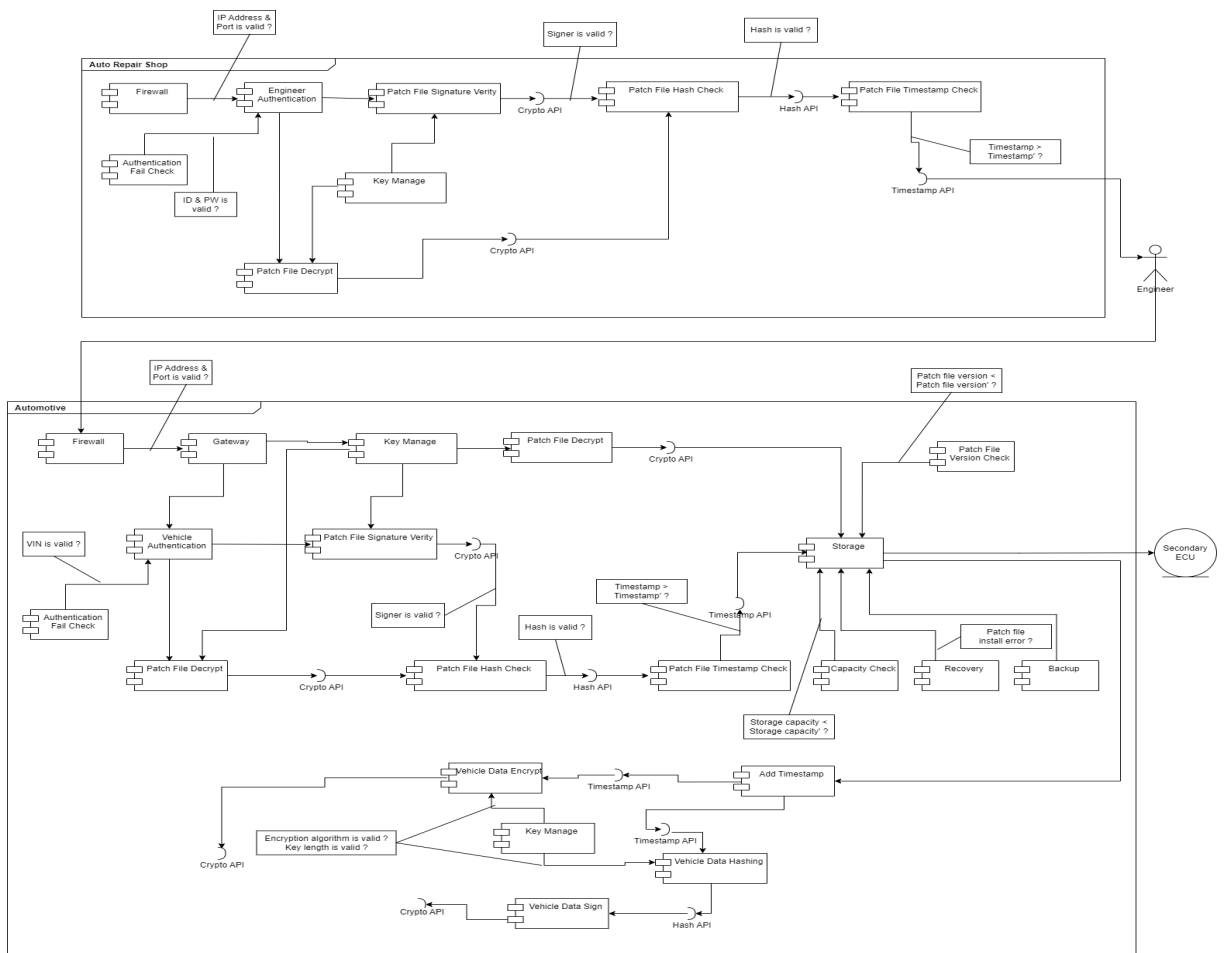 IP Address &
Port is valid ?
Signer is valid ?
Hash is valid ?
Auto Repair Shop
Firewall
Engineer
Authentication
Patch File Signature Verity
Crypto API
Patch File Hash Check
Hash API
Patch File Timestamp Check
Authentication
Fail Check
ID & PW is
valid ?
Key Manage
Timestamp >
Timestamp' ?
Timestamp API
Crypto API
Patch File Decrypt
Engineer
IP Address &
Port is valid ?
Patch file version <
Patch file version' ?
Automotive
Firewall
Gateway
Key Manage
Patch File Decrypt
Crypto API
Patch File
Version Check
VIN is valid ?
Vehicle
Authentication
Patch File Signature Verity
Crypto API
Storage
Secondary
ECU
Authentication
Fail Check
Signer is valid ?
Hash is valid ?
Timestamp >
Timestamp' ?
Timestamp API
Patch file
install error ?
Patch File Decrypt
Crypto API
Patch File Hash Check
Hash API
Patch File Timestamp Check
Capacity Check
Recovery
Backup
Storage capacity <
Storage capacity' ?
Vehicle Data Encrypt
Timestamp API
Add Timestamp
Encryption algorithm is valid ?
Key length is valid ?
Key Manage
Timestamp API
Crypto API
Vehicle Data Hashing
Crypto API
Vehicle Data Sign
Hash API